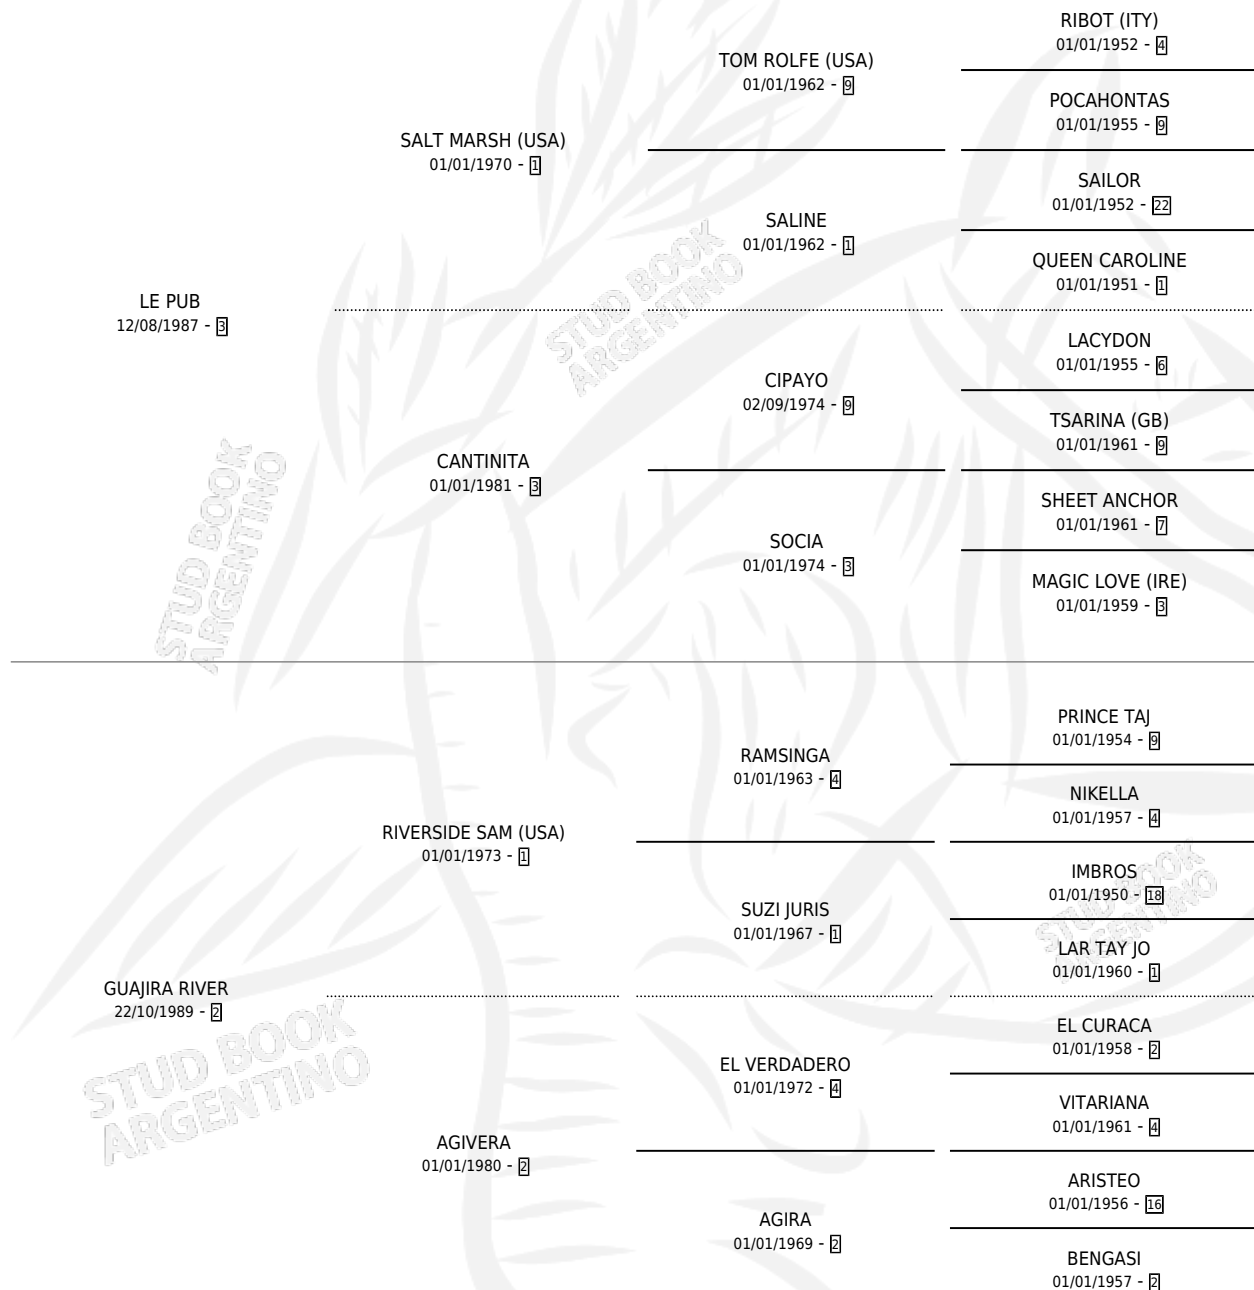 RIBOT (ITY)
01/01/1952 - 4
TOM ROLFE (USA)
01/01/1962 - 9
POCAHONTAS
01/01/1955 - 9
SALT MARSH (USA)
01/01/1970 - 1
SAILOR
01/01/1952 - 22
SALINE
01/01/1962 - 1
QUEEN CAROLINE
01/01/1951 - 1
LE PUB
12/08/1987 - 3
LACYDON
01/01/1955 - 6
CIPAYO
02/09/1974 - 9
TSARINA (GB)
01/01/1961 - 9
CANTINITA
01/01/1981 - 3
SHEET ANCHOR
01/01/1961 - 7
SOCIA
01/01/1974 - 3
MAGIC LOVE (IRE)
01/01/1959 - 3
PRINCE TAJ
01/01/1954 - 9
RAMSINGA
01/01/1963 - 4
NIKELLA
01/01/1957 - 4
RIVERSIDE SAM (USA)
01/01/1973 - 1
IMBROS
01/01/1950 - 18
SUZI JURIS
01/01/1967 - 1
LAR TAY JO
01/01/1960 - 1
GUAJIRA RIVER
22/10/1989 - 2
EL CURACA
01/01/1958 - 2
EL VERDADERO
01/01/1972 - 4
VITARIANA
01/01/1961 - 4
AGIVERA
01/01/1980 - 2
ARISTEO
01/01/1956 - 16
AGIRA
01/01/1969 - 2
BENGASI
01/01/1957 - 2
STUD BOOK
ARGENTINO
STUD BOOK
ARGENTINO
STUD BOOK
ARGENTINO
STUD BOOK
ARGENTINO